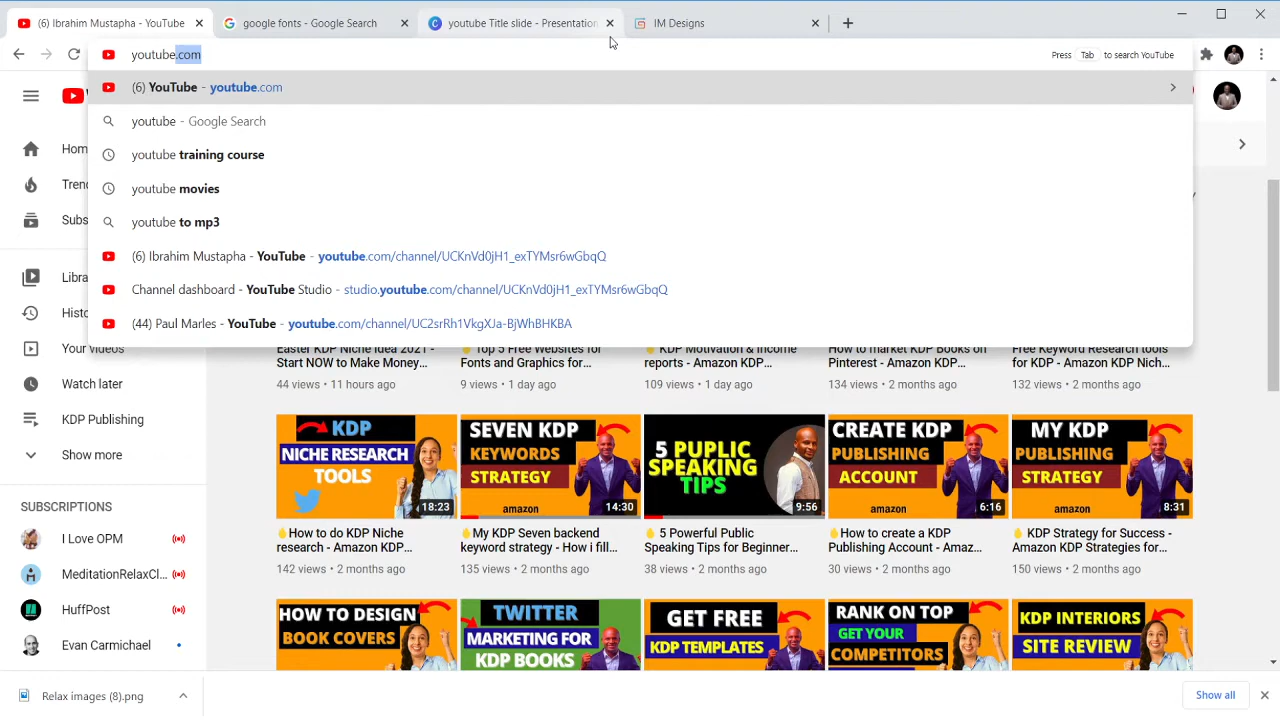 (6) Ibrahim Mustapha - YouTube
google fonts - Google Search
youtube Title slide - Presentation
IM Designs
youtube.com
Press Tab to search YouTube
(6) YouTube - youtube.com
youtube - Google Search
youtube training course
youtube movies
youtube to mp3
(6) Ibrahim Mustapha - YouTube - youtube.com/channel/UCKnVd0jH1_exTYMsr6wGbqQ
Channel dashboard - YouTube Studio - studio.youtube.com/channel/UCKnVd0jH1_exTYMsr6wGbqQ
(44) Paul Marles - YouTube - youtube.com/channel/UC2srRh1VkgXJa-BjWhBHKBA
Hom
Trend
Subs
Libra
Histo
Your videos
Watch later
KDP Publishing
Show more
SUBSCRIPTIONS
I Love OPM
MeditationRelaxCl...
HuffPost
Evan Carmichael
Easter KDP Niche Idea 2021 -
Start NOW to Make Money...
44 views • 11 hours ago
Top 5 Free Websites for
Fonts and Graphics for...
9 views • 1 day ago
KDP Motivation & Income
reports - Amazon KDP...
109 views • 1 day ago
How to market KDP Books on
Pinterest - Amazon KDP...
134 views • 2 months ago
Free Keyword Research tools
for KDP - Amazon KDP Nich...
132 views • 2 months ago
KDP
NICHE RESEARCH
TOOLS
18:23
How to do KDP Niche
research - Amazon KDP...
142 views • 2 months ago
SEVEN KDP
KEYWORDS
STRATEGY
amazon
14:30
My KDP Seven backend
keyword strategy - How i fill...
135 views • 2 months ago
5 PUPLIC
SPEAKING
TIPS
9:56
5 Powerful Public
Speaking Tips for Beginner...
38 views • 2 months ago
CREATE KDP
PUBLISHING
ACCOUNT
amazon
6:16
How to create a KDP
Publishing Account - Amaz...
30 views • 2 months ago
MY KDP
PUBLISHING
STRATEGY
amazon
8:31
KDP Strategy for Success -
Amazon KDP Strategies for...
150 views • 2 months ago
HOW TO DESIGN
BOOK COVERS
TWITTER
MARKETING FOR
KDP BOOKS
GET FREE
KDP TEMPLATES
RANK ON TOP
GET YOUR
COMPETITORS
KDP INTERIORS
SITE REVIEW
Relax images (8).png
Show all